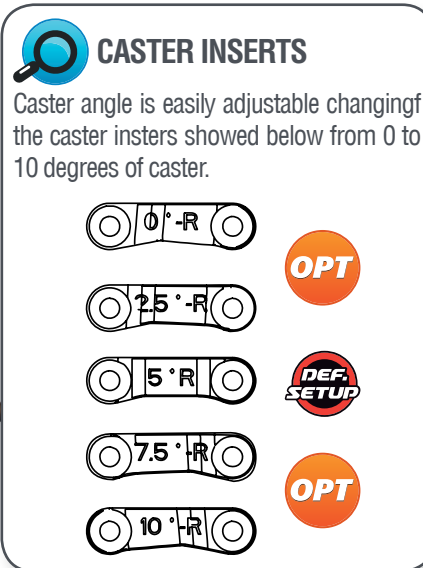 CASTER INSERTS
Caster angle is easily adjustable changingf
the caster insters showed below from 0 to
10 degrees of caster.
0°-R
OPT
2.5°-R
5°R
DEF.
SETUP
7.5°-R
OPT
10°-R